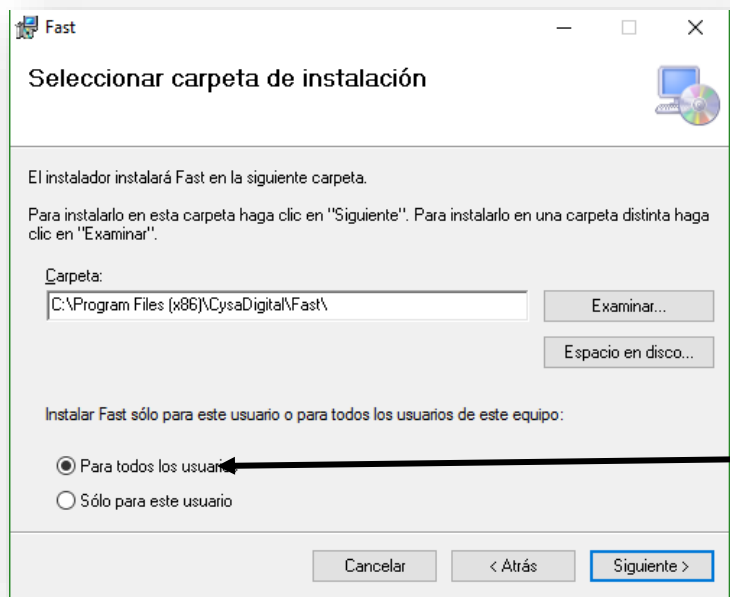 Fast
Seleccionar carpeta de instalación
El instalador instalará Fast en la siguiente carpeta.
Para instalarlo en esta carpeta haga clic en "Siguiente". Para instalarlo en una carpeta distinta haga
clic en "Examinar".
Carpeta:
C:\Program Files (x86)\CysaDigital\Fast\
Examinar...
Espacio en disco...
Instalar Fast sólo para este usuario o para todos los usuarios de este equipo:
Para todos los
Sólo para este usuario
Cancelar
< Atrás
Siguiente >